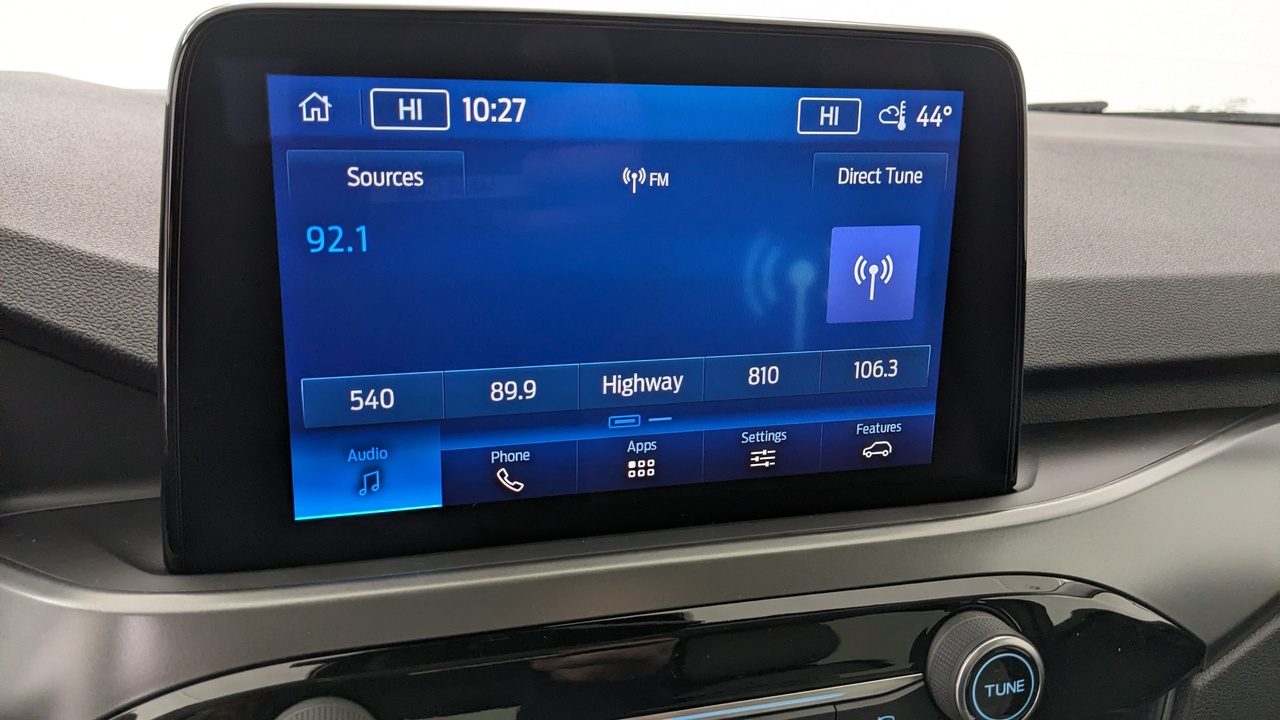 HI 10:27 HI 44°
Sources FM Direct Tune
92.1
540 89.9 Highway 810 106.3
Audio Phone Apps Settings Features
TUNE